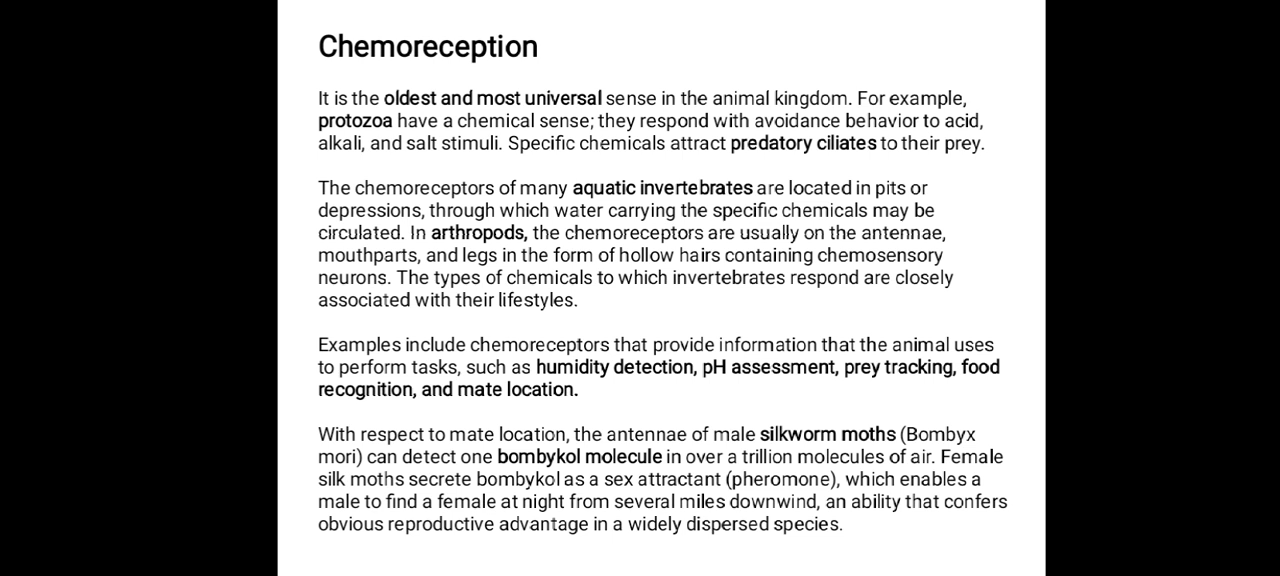 Chemoreception
It is the oldest and most universal sense in the animal kingdom. For example,
protozoa have a chemical sense; they respond with avoidance behavior to acid,
alkali, and salt stimuli. Specific chemicals attract predatory ciliates to their prey.
The chemoreceptors of many aquatic invertebrates are located in pits or
depressions, through which water carrying the specific chemicals may be
circulated. In arthropods, the chemoreceptors are usually on the antennae,
mouthparts, and legs in the form of hollow hairs containing chemosensory
neurons. The types of chemicals to which invertebrates respond are closely
associated with their lifestyles.
Examples include chemoreceptors that provide information that the animal uses
to perform tasks, such as humidity detection, pH assessment, prey tracking, food
recognition, and mate location.
With respect to mate location, the antennae of male silkworm moths (Bombyx
mori) can detect one bombykol molecule in over a trillion molecules of air. Female
silk moths secrete bombykol as a sex attractant (pheromone), which enables a
male to find a female at night from several miles downwind, an ability that confers
obvious reproductive advantage in a widely dispersed species.